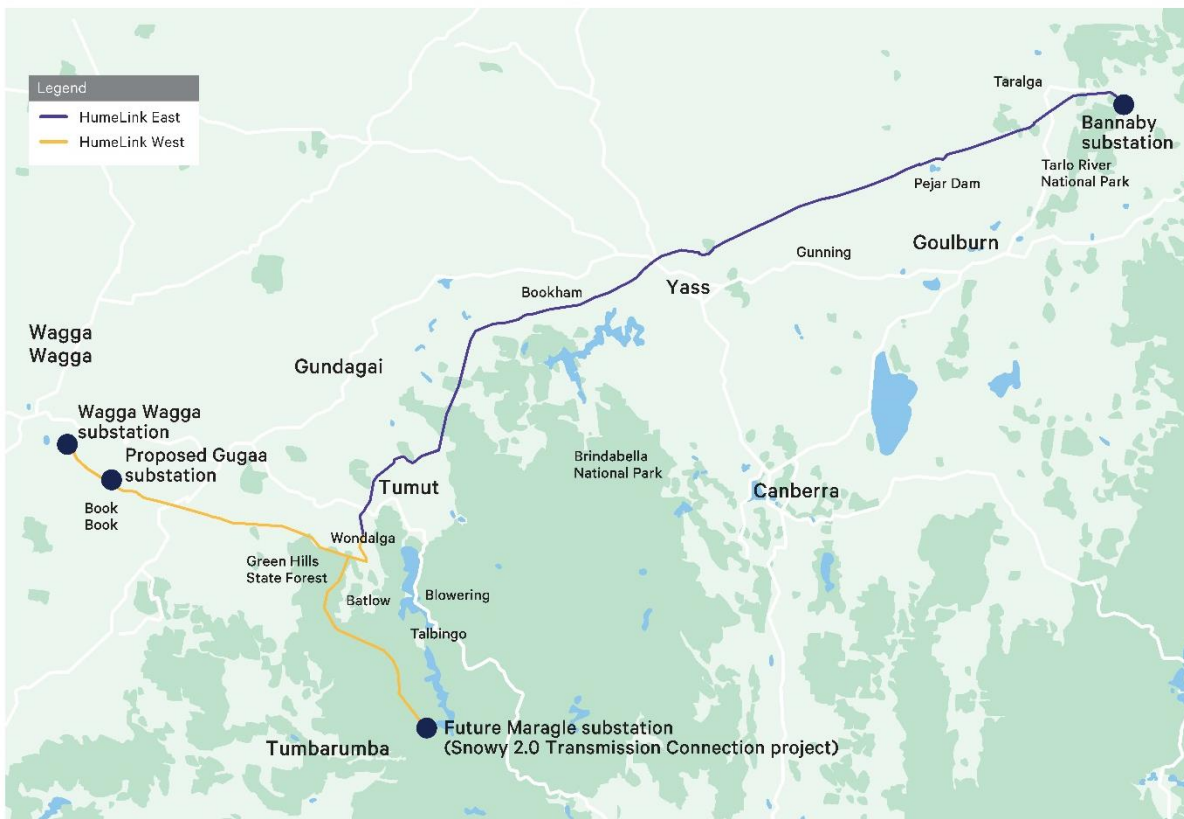 Legend
HumeLink East
HumeLink West
Taralga
Bannaby
substation
Tarlo River
National Park
Pejar Dam
Goulburn
Gunning
Yass
Bookham
Wagga
Wagga
Gundagai
Wagga Wagga
substation
Proposed Gugaa
substation
Book
Book
Tumut
Brindabella
National Park
Canberra
Wondalga
Green Hills
State Forest
Batlow
Blowering
Talbingo
Future Maragle substation
(Snowy 2.0 Transmission Connection project)
Tumbarumba